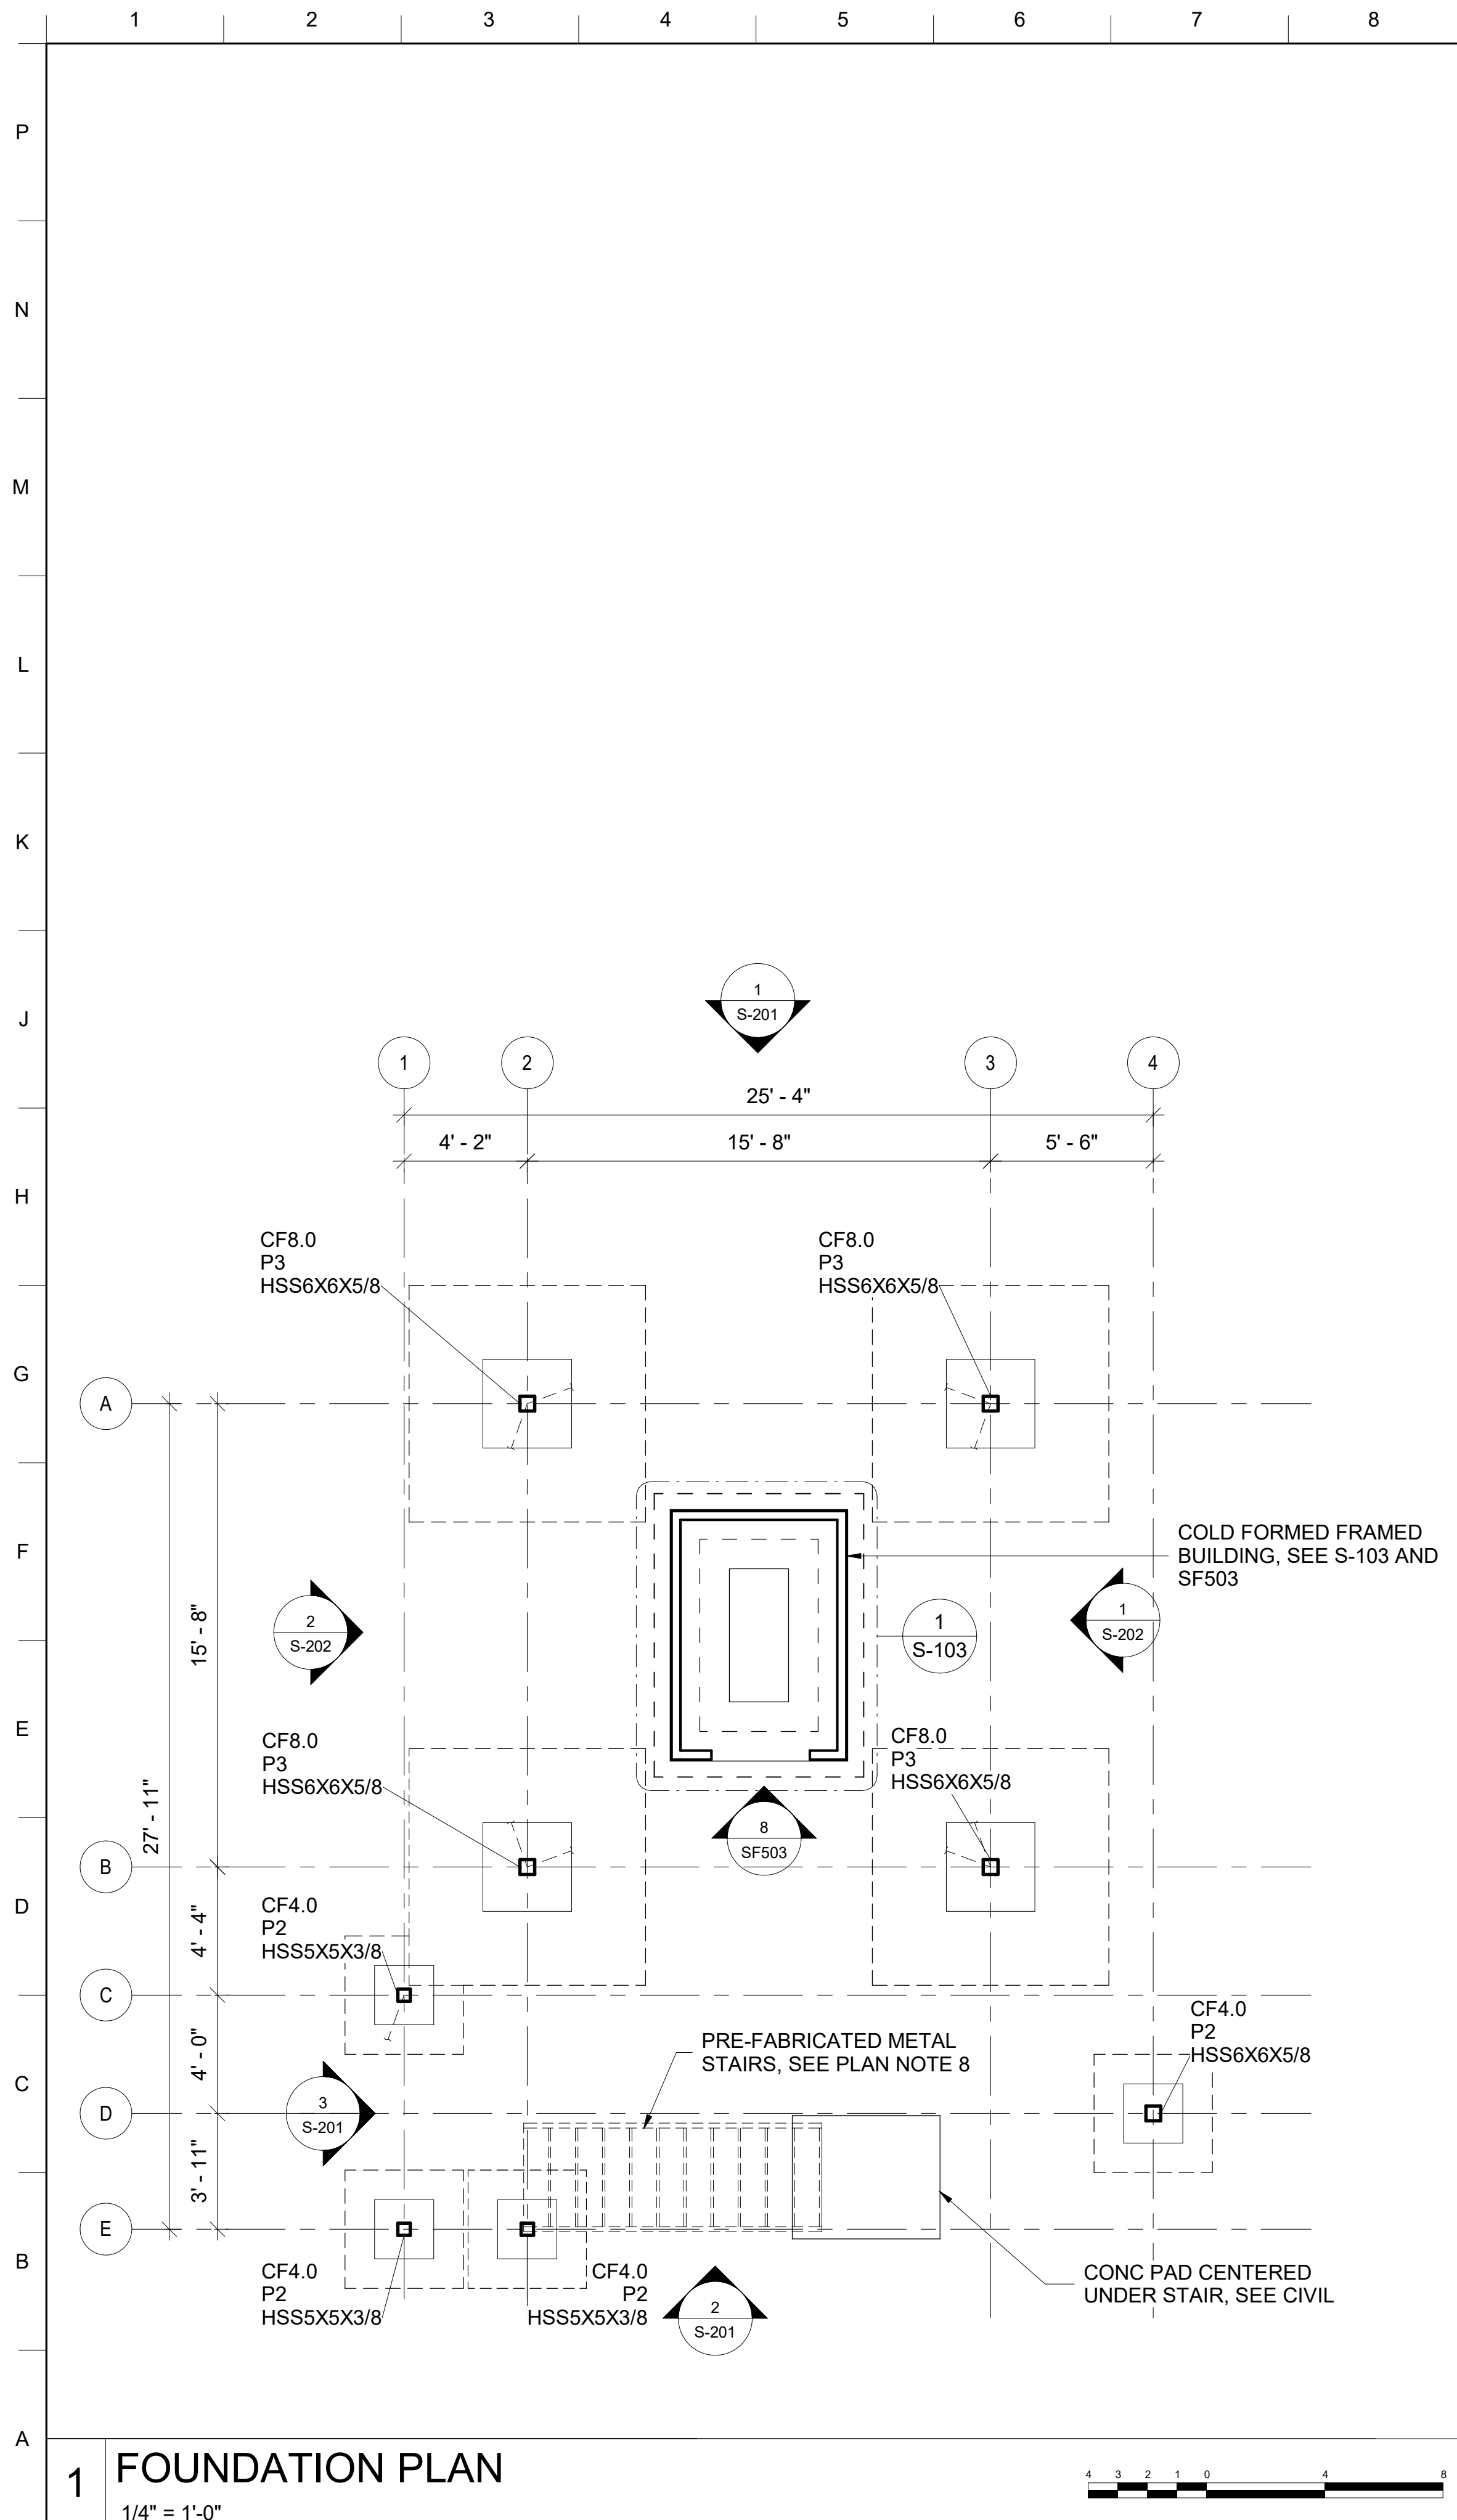 1 2 3 4 5 6 7 8
P
N
M
L
K
J
1
S-201
1 2 3 4
25' - 4"
4' - 2" 15' - 8" 5' - 6"
H
CF8.0
P3
HSS6X6X5/8
CF8.0
P3
HSS6X6X5/8
G
A
F
COLD FORMED FRAMED
BUILDING, SEE S-103 AND
SF503
2
S-202
15' - 8"
1
S-103
1
S-202
E
CF8.0
P3
HSS6X6X5/8
CF8.0
P3
HSS6X6X5/8
27' - 11"
8
SF503
B
D
CF4.0
P2
HSS5X5X3/8
4' - 4"
C
CF4.0
P2
HSS6X6X5/8
4' - 0"
PRE-FABRICATED METAL
STAIRS, SEE PLAN NOTE 8
C
D
3
S-201
3' - 11"
E
B
CF4.0
P2
HSS5X5X3/8
CF4.0
P2
HSS5X5X3/8
2
S-201
CONC PAD CENTERED
UNDER STAIR, SEE CIVIL
A
1
FOUNDATION PLAN
1/4" = 1'-0"
4 3 2 1 0 4 8